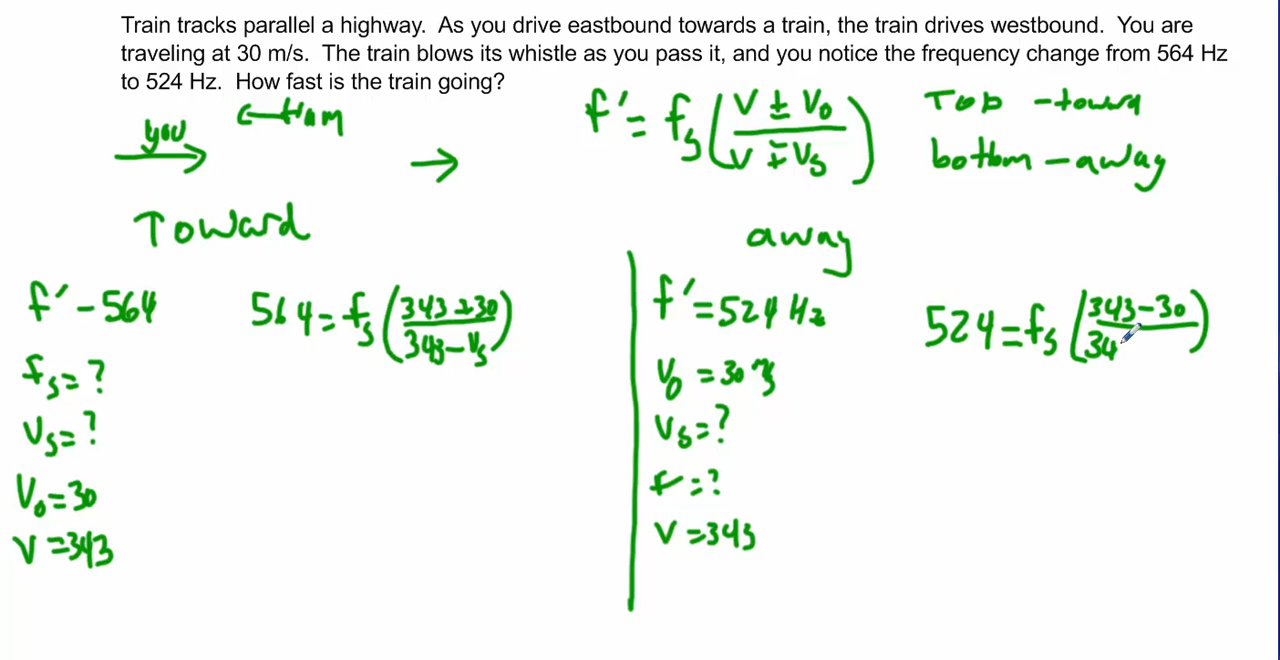 Train tracks parallel a highway. As you drive eastbound towards a train, the train drives westbound. You are
traveling at 30 m/s. The train blows its whistle as you pass it, and you notice the frequency change from 564 Hz
to 524 Hz. How fast is the train going?
you → ← train →
f' = fs (V ± Vo / V ∓ Vs)
Top - toward
bottom - away
Toward
f' - 564
fs = ?
Vs = ?
Vo = 30
V = 343
564 = fs (343 + 30 / 343 - Vs)
away
f' = 524 Hz
Vo = 30 m/s
Vs = ?
f = ?
V = 343
524 = fs (343 - 30 / 34)